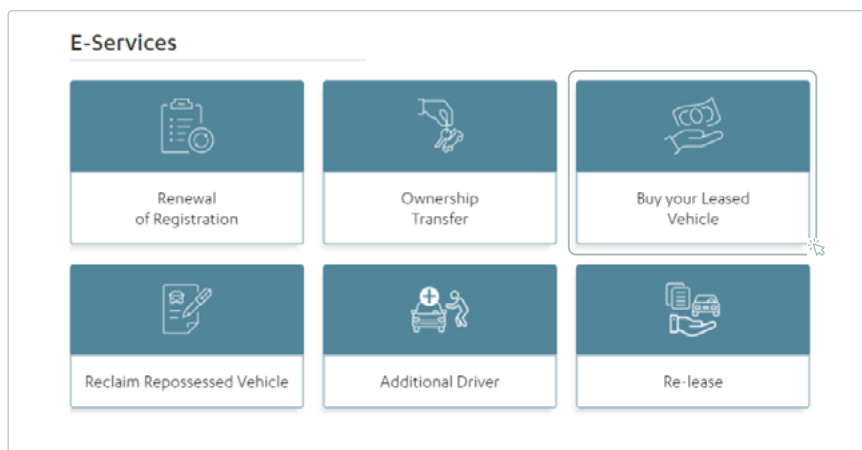 E-Services
Renewal
of Registration
Ownership
Transfer
Buy your Leased
Vehicle
Reclaim Repossessed Vehicle
Additional Driver
Re-lease